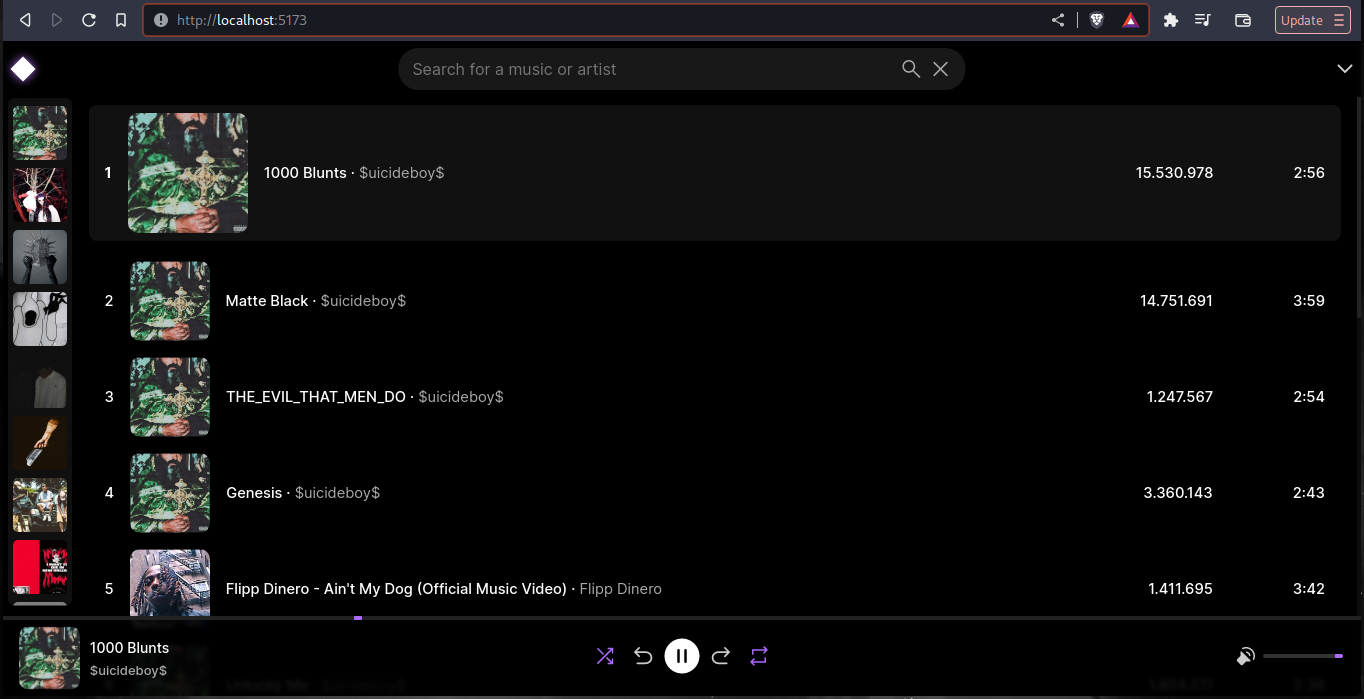 http://localhost:5173
Update
Search for a music or artist
1 1000 Blunts · $uicideboy$ 15.530.978 2:56
2 Matte Black · $uicideboy$ 14.751.691 3:59
3 THE_EVIL_THAT_MEN_DO · $uicideboy$ 1.247.567 2:54
4 Genesis · $uicideboy$ 3.360.143 2:43
5 Flipp Dinero - Ain't My Dog (Official Music Video) · Flipp Dinero 1.411.695 3:42
1000 Blunts
$uicideboy$